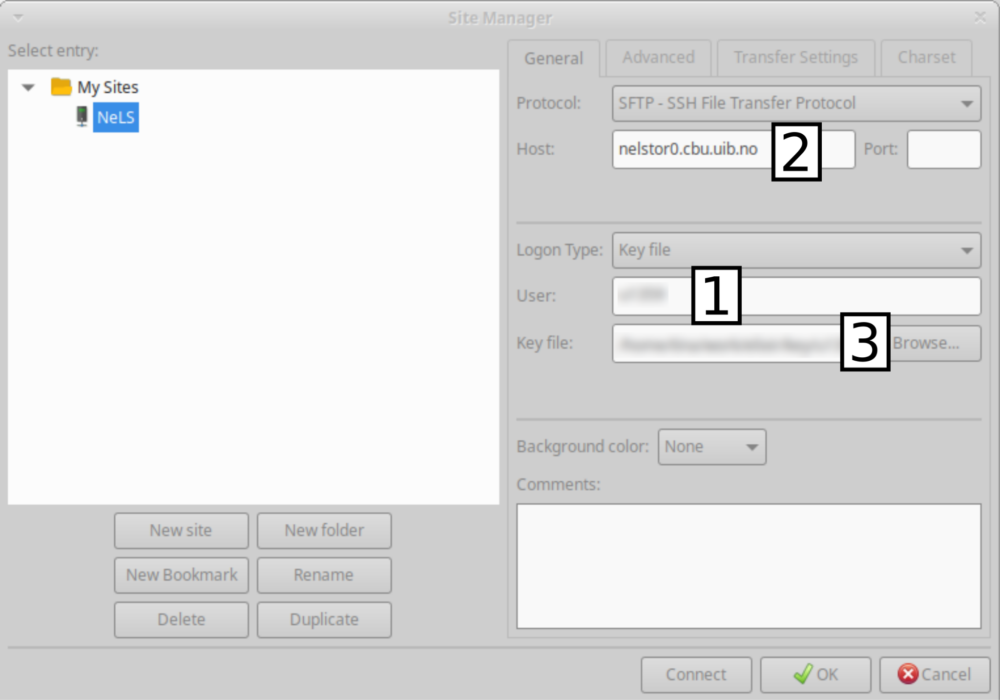 Site Manager
Select entry:
My Sites
NeLS
New site
New folder
New Bookmark
Rename
Delete
Duplicate
General
Advanced
Transfer Settings
Charset
Protocol:
SFTP - SSH File Transfer Protocol
Host:
nelstor0.cbu.uib.no
2
Port:
Logon Type:
Key file
User:
1
Key file:
3
Browse...
Background color:
None
Comments:
Connect
OK
Cancel